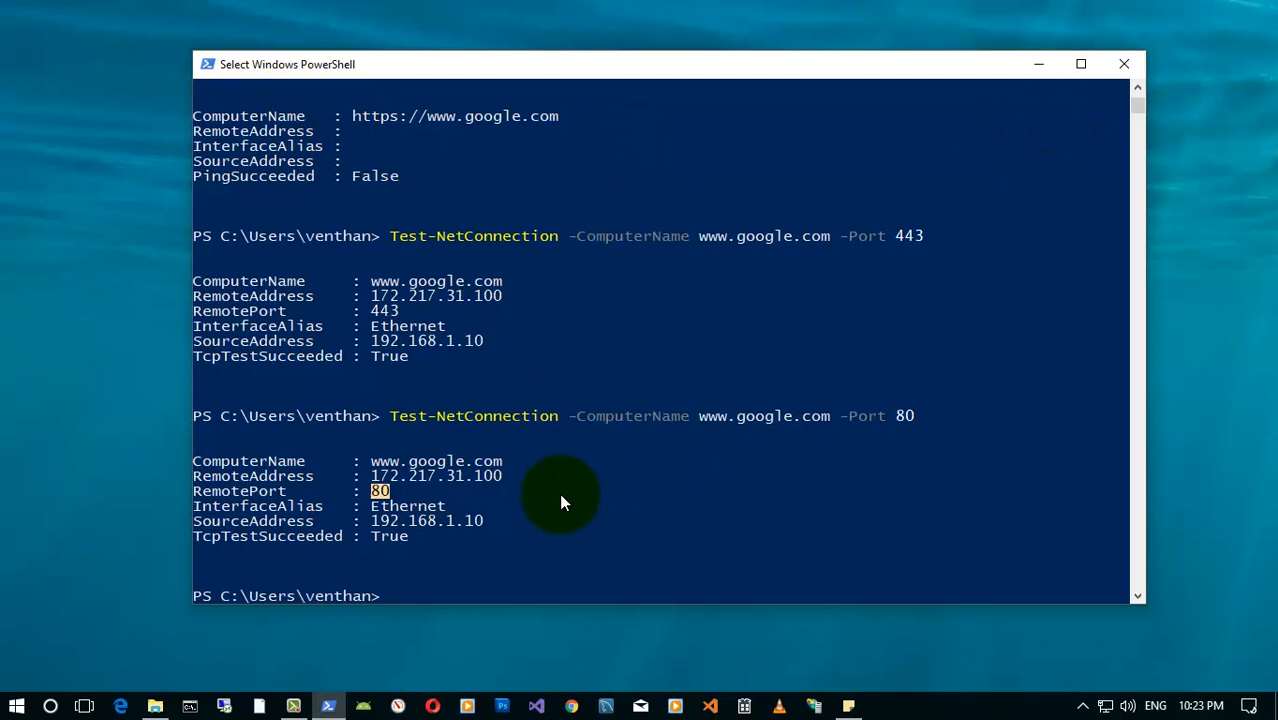 Select Windows PowerShell
ComputerName : https://www.google.com
RemoteAddress :
InterfaceAlias :
SourceAddress :
PingSucceeded : False
PS C:\Users\venthan> Test-NetConnection -ComputerName www.google.com -Port 443
ComputerName : www.google.com
RemoteAddress : 172.217.31.100
RemotePort : 443
InterfaceAlias : Ethernet
SourceAddress : 192.168.1.10
TcpTestSucceeded : True
PS C:\Users\venthan> Test-NetConnection -ComputerName www.google.com -Port 80
ComputerName : www.google.com
RemoteAddress : 172.217.31.100
RemotePort : 80
InterfaceAlias : Ethernet
SourceAddress : 192.168.1.10
TcpTestSucceeded : True
PS C:\Users\venthan>
Ps
ENG 10:23 PM